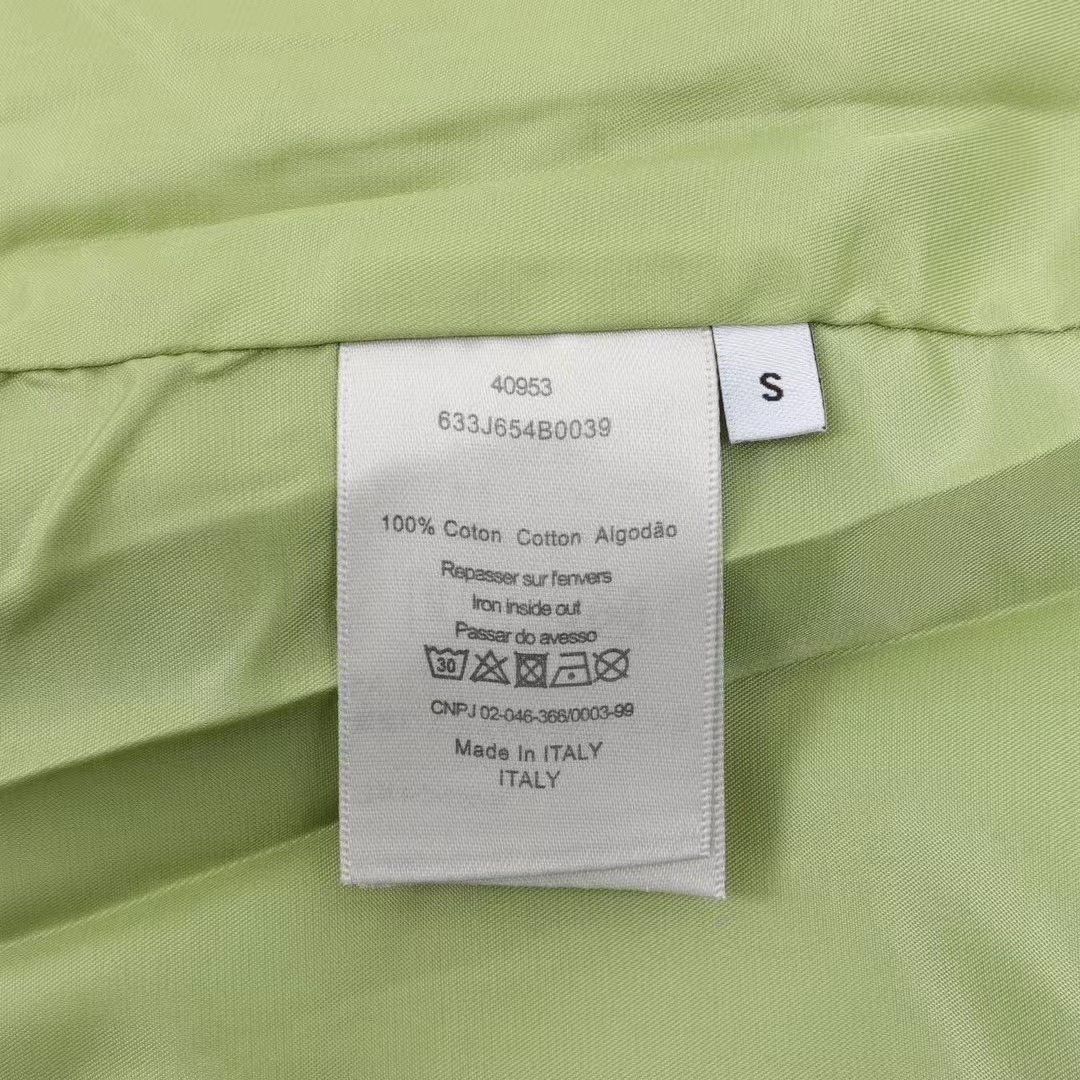 40953
633J654B0039
S
100% Coton Cotton Algodão
Repasser sur l'envers
Iron inside out
Passar do avesso
30
CNPJ 02-046-366/0003-99
Made In ITALY
ITALY